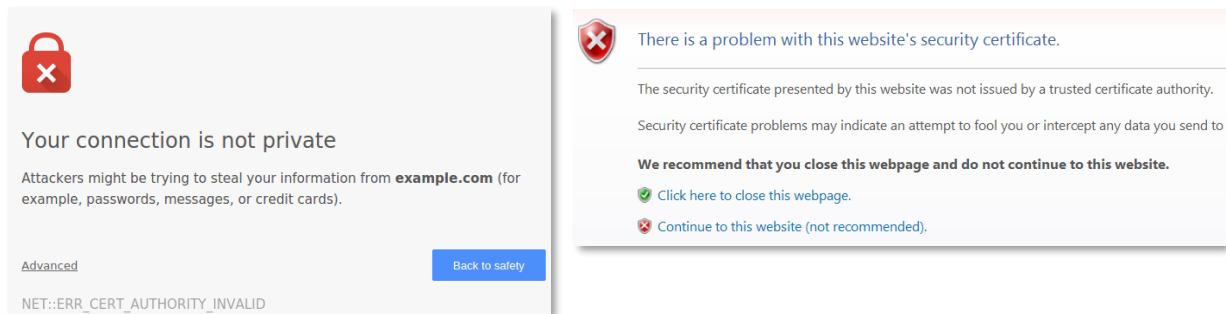 Your connection is not private
Attackers might be trying to steal your information from example.com (for
example, passwords, messages, or credit cards).
Advanced
Back to safety
NET::ERR_CERT_AUTHORITY_INVALID
There is a problem with this website's security certificate.
The security certificate presented by this website was not issued by a trusted certificate authority.
Security certificate problems may indicate an attempt to fool you or intercept any data you send to
We recommend that you close this webpage and do not continue to this website.
Click here to close this webpage.
Continue to this website (not recommended).